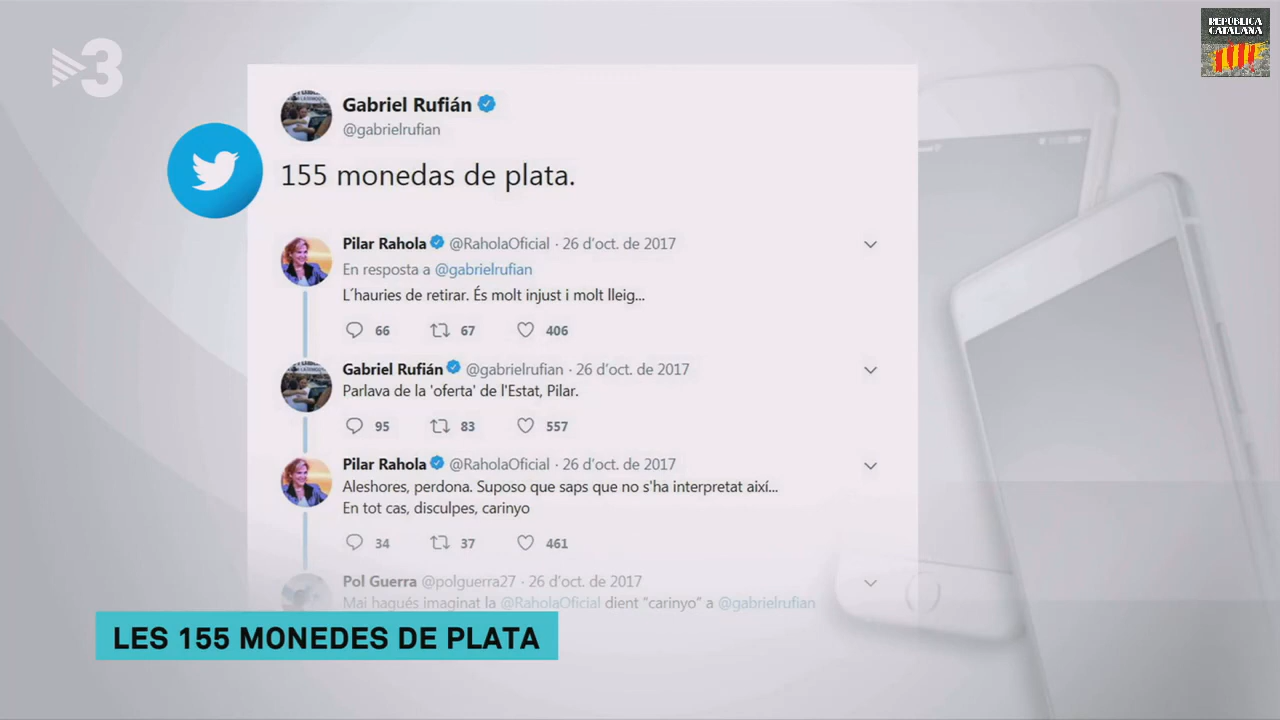 3
REPÚBLICA
CATALANA
Gabriel Rufián
@gabrielrufian
155 monedas de plata.
Pilar Rahola @RaholaOficial · 26 d'oct. de 2017
En resposta a @gabrielrufian
L´hauries de retirar. És molt injust i molt lleig...
66 67 406
Gabriel Rufián @gabrielrufian · 26 d'oct. de 2017
Parlava de la 'oferta' de l'Estat, Pilar.
95 83 557
Pilar Rahola @RaholaOficial · 26 d'oct. de 2017
Aleshores, perdona. Suposo que saps que no s'ha interpretat així...
En tot cas, disculpes, carinyo
34 37 461
Pol Guerra @polguerra27 · 26 d'oct. de 2017
Mai hagués imaginat la @RaholaOficial dient "carinyo" a @gabrielrufian
LES 155 MONEDES DE PLATA